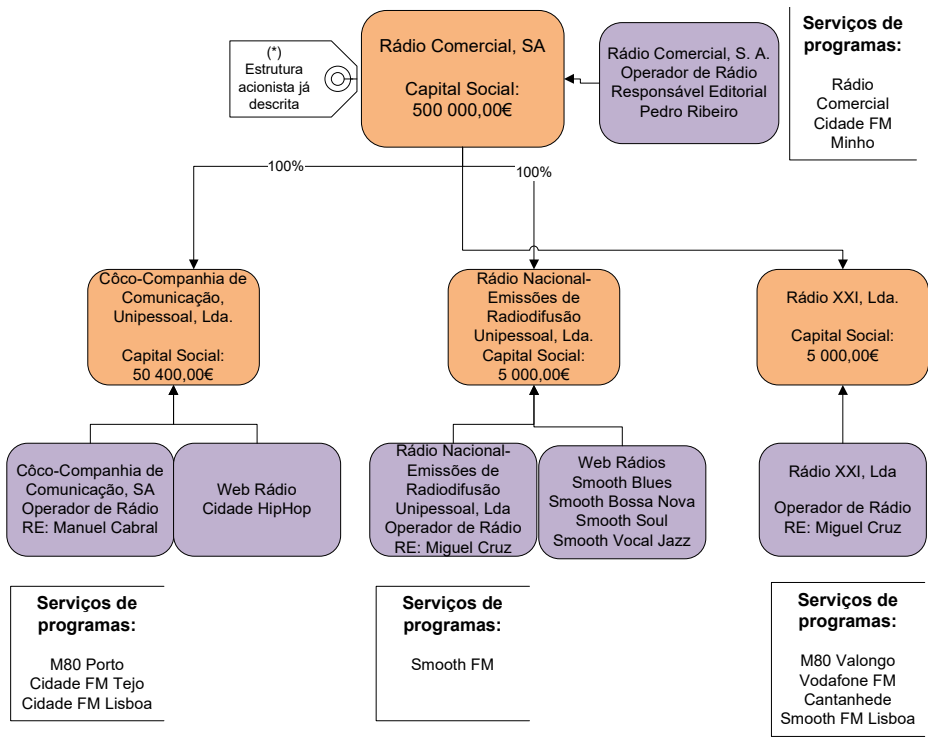 (*)
Estrutura
acionista já
descrita
Rádio Comercial, SA
Capital Social:
500 000,00€
Rádio Comercial, S. A.
Operador de Rádio
Responsável Editorial
Pedro Ribeiro
Serviços de
programas:
Rádio
Comercial
Cidade FM
Minho
100%
100%
Côco-Companhia de
Comunicação,
Unipessoal, Lda.
Capital Social:
50 400,00€
Rádio Nacional-
Emissões de
Radiodifusão
Unipessoal, Lda.
Capital Social:
5 000,00€
Rádio XXI, Lda.
Capital Social:
5 000,00€
Côco-Companhia de
Comunicação, SA
Operador de Rádio
RE: Manuel Cabral
Web Rádio
Cidade HipHop
Rádio Nacional-
Emissões de
Radiodifusão
Unipessoal, Lda
Operador de Rádio
RE: Miguel Cruz
Web Rádios
Smooth Blues
Smooth Bossa Nova
Smooth Soul
Smooth Vocal Jazz
Rádio XXI, Lda
Operador de Rádio
RE: Miguel Cruz
Serviços de
programas:
M80 Porto
Cidade FM Tejo
Cidade FM Lisboa
Serviços de
programas:
Smooth FM
Serviços de
programas:
M80 Valongo
Vodafone FM
Cantanhede
Smooth FM Lisboa